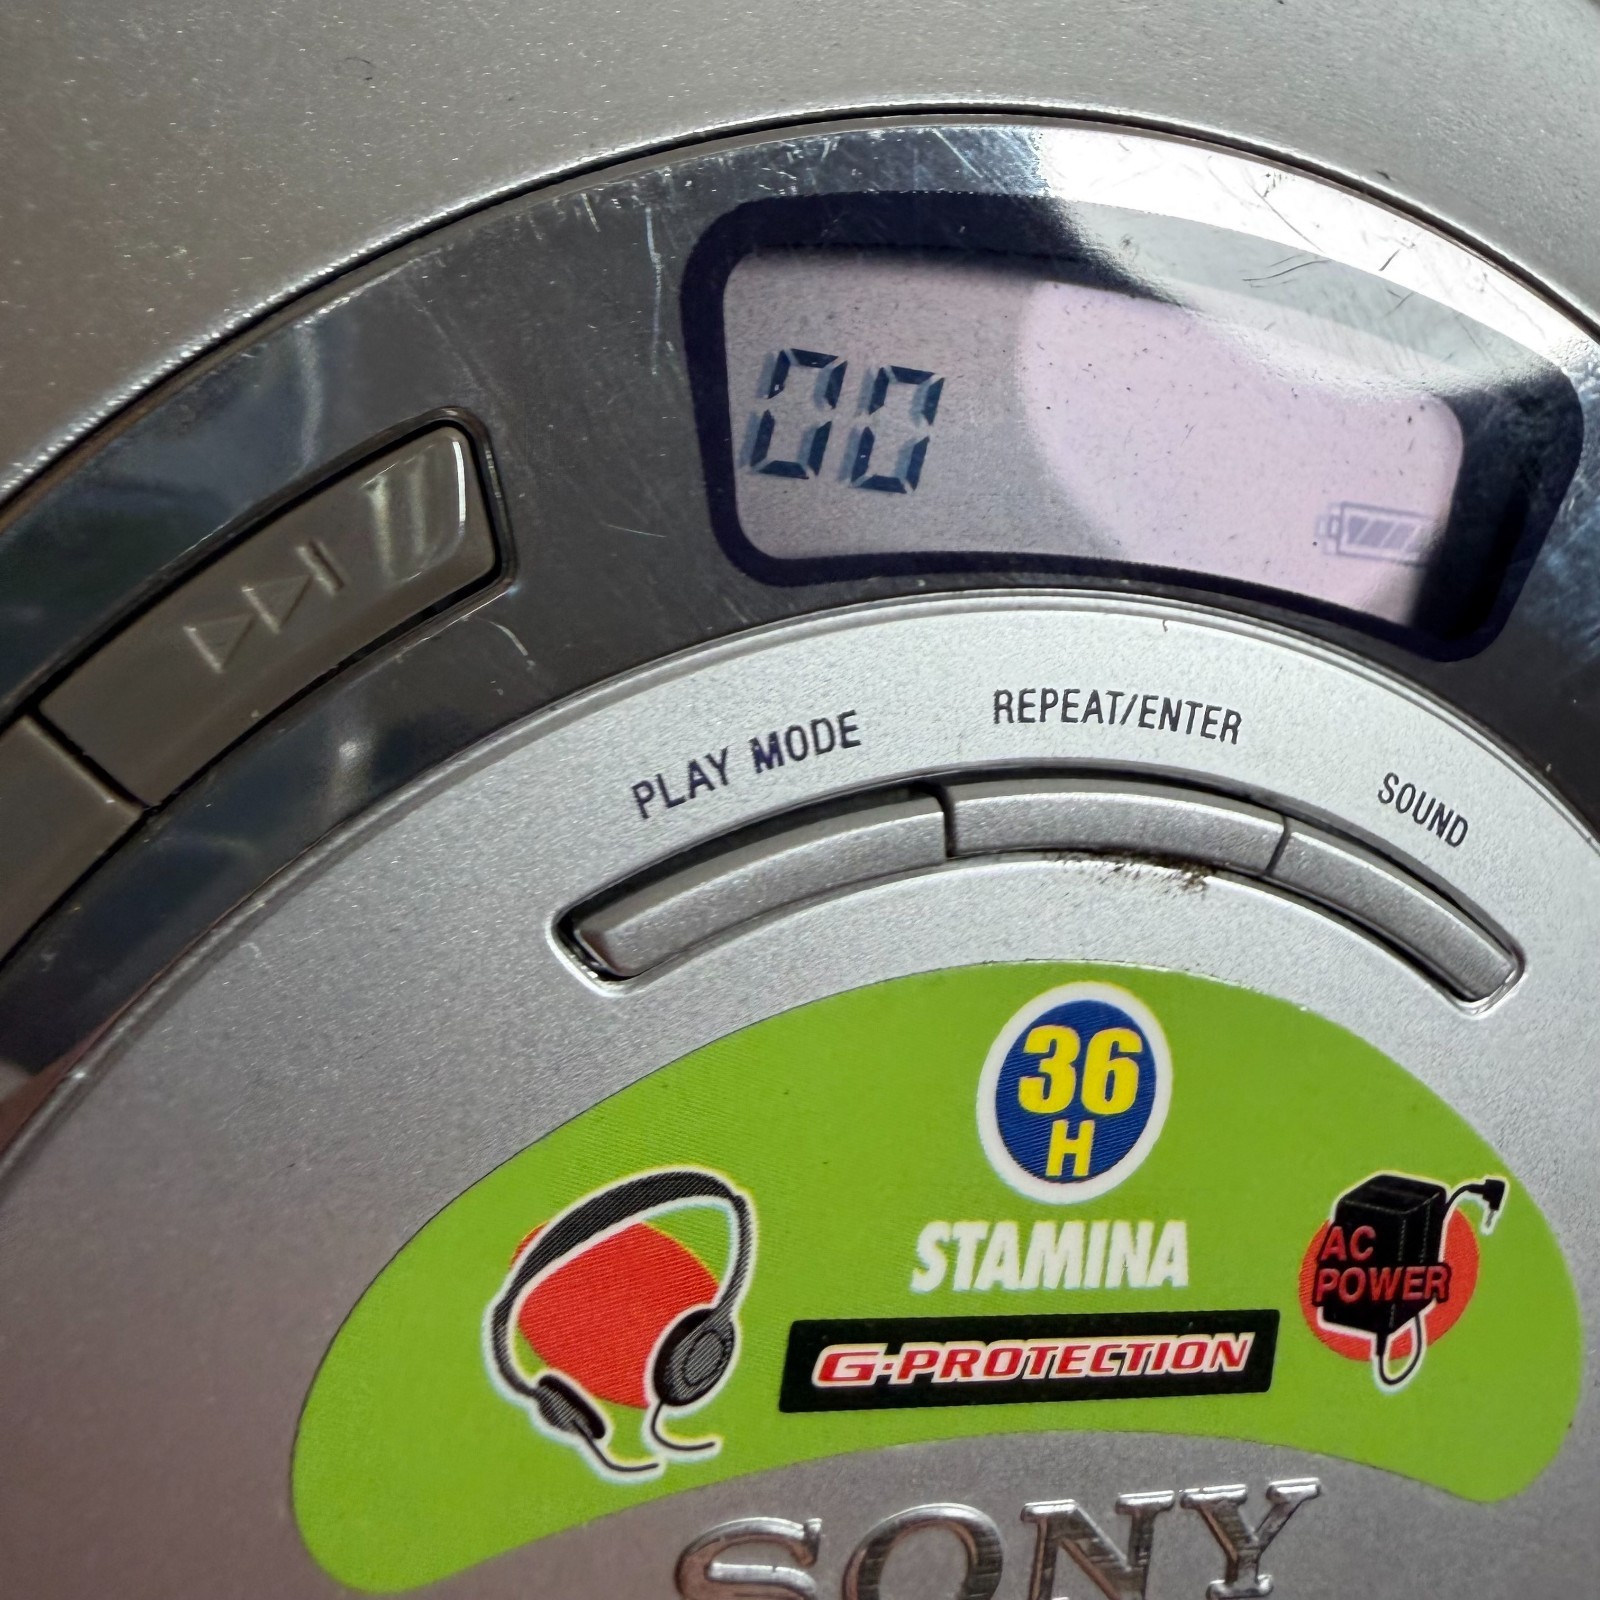 00
PLAY MODE
REPEAT/ENTER
SOUND
36
H
STAMINA
AC
POWER
G-PROTECTION
SONY